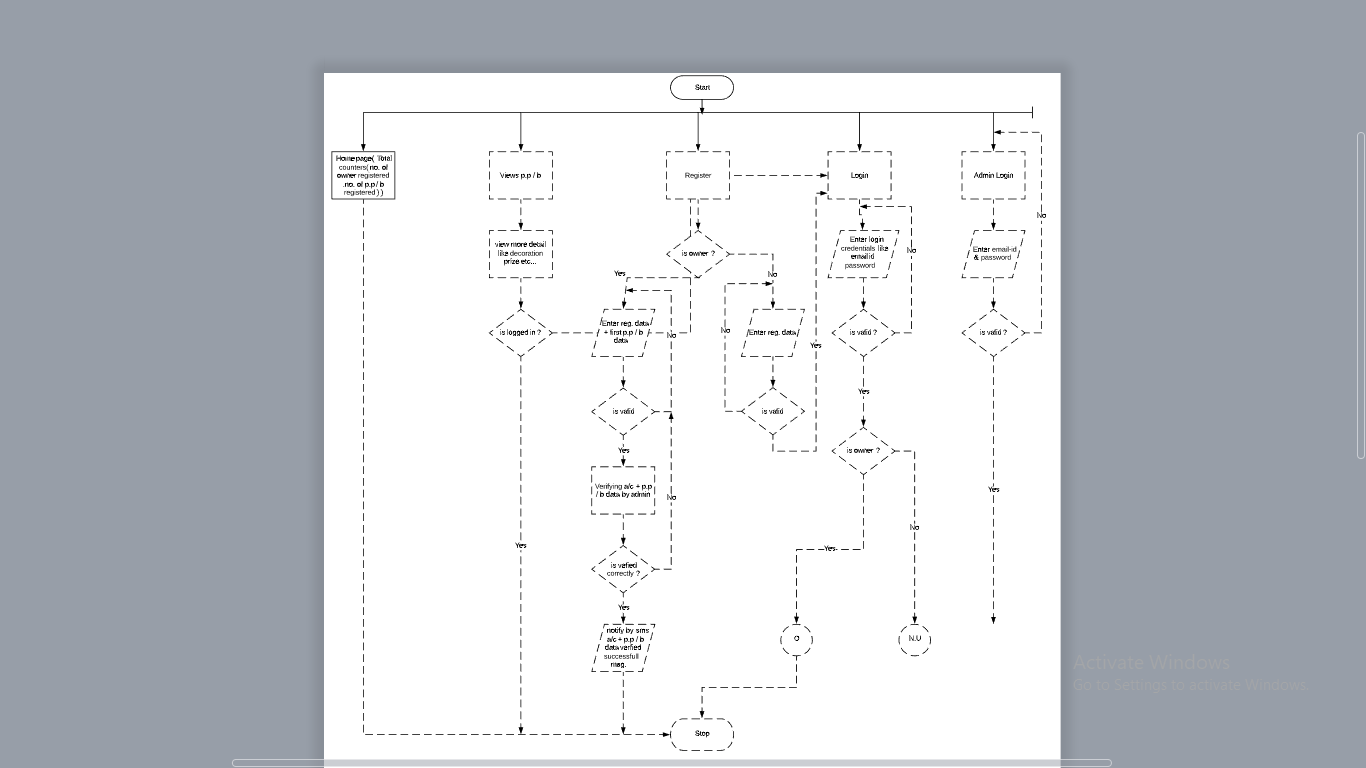 Start
Homepage( Total
counters( no. of
owner registered
,no. of p.p / b
registered ) )
Views p.p / b
Register
Login
Admin Login
No
view more detail
like decoration
prize etc...
is owner ?
Enter login
credentials like
email id
password
No
Enter email-id
& password
Yes
No
is logged in ?
Enter reg. data
+ first p.p / b
data
No
No
Enter reg. data
Yes
is valid ?
is valid ?
Yes
is valid
is valid
Yes
is owner ?
Verifying a/c + p.p
/ b data by admin
No
Yes
No
Yes
Yes
is vefied
correctly ?
Yes
notify by sms
a/c + p.p / b
data verfied
successfull
msg.
O
N.U
Activate Windows
Go to Settings to activate Windows.
Stop